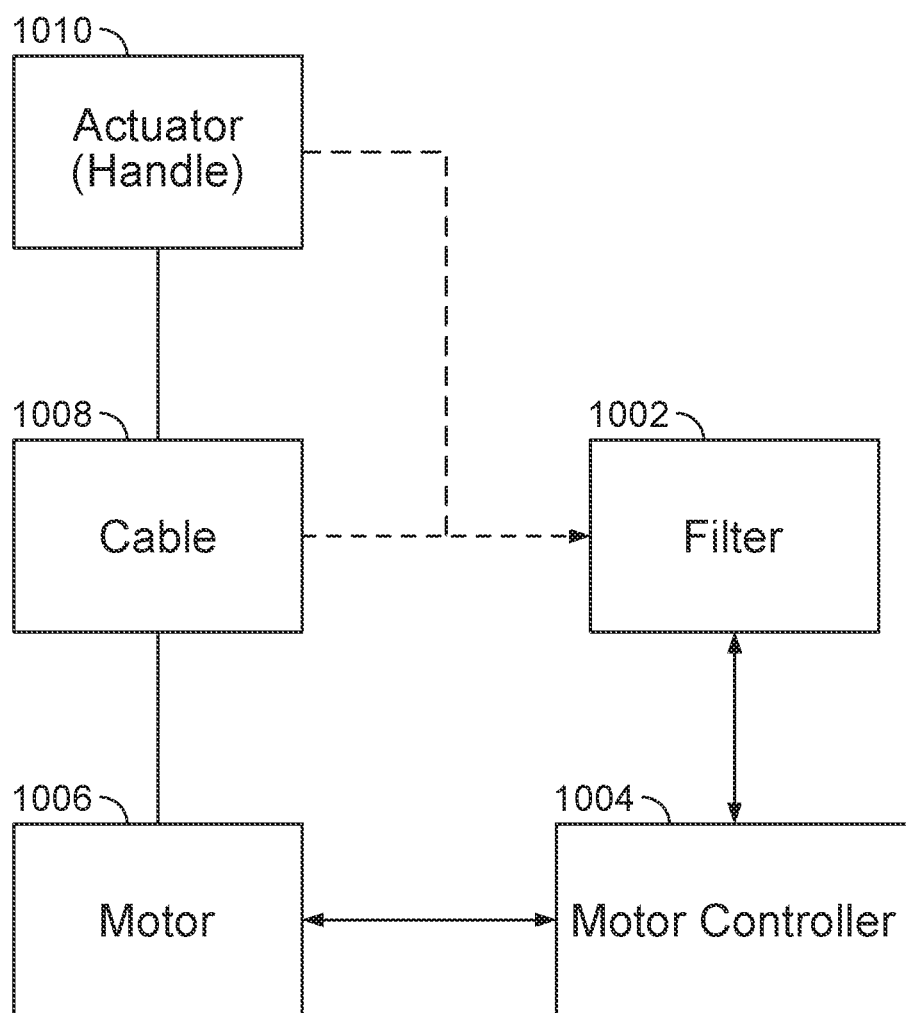 1010
Actuator
(Handle)
1008
Cable
1002
Filter
1006
Motor
1004
Motor Controller